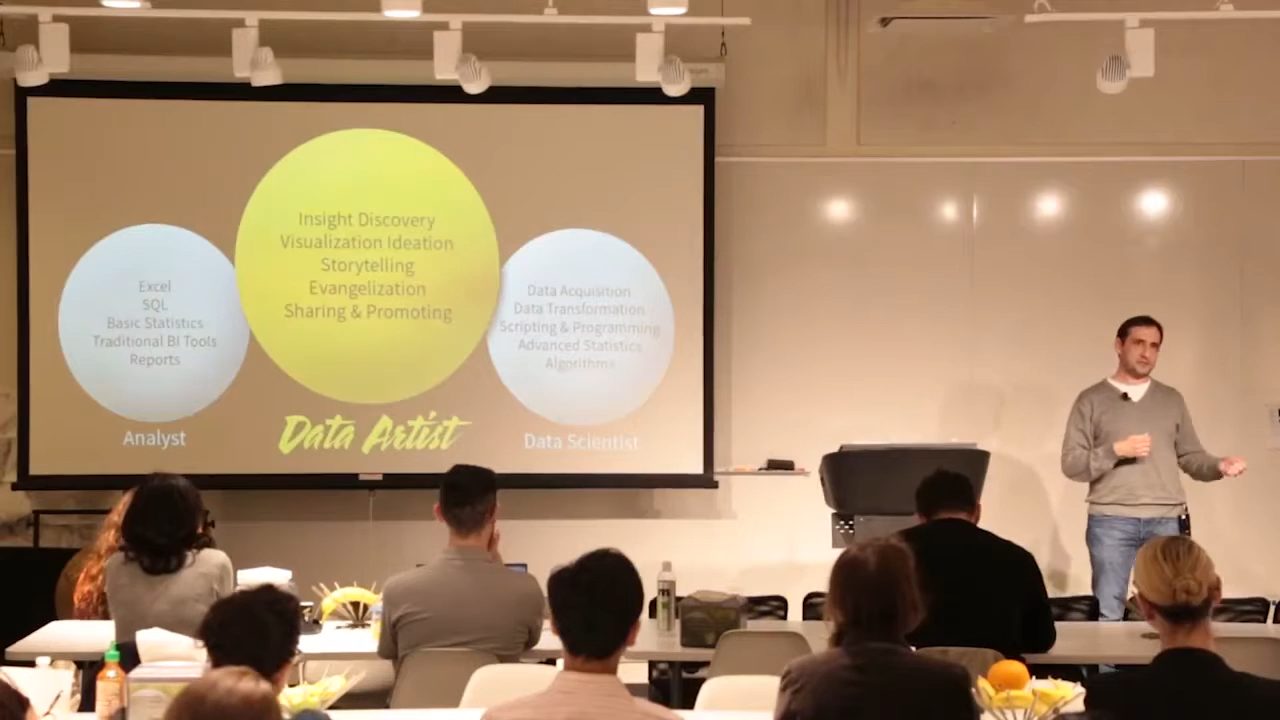 Insight Discovery
Visualization Ideation
Storytelling
Evangelization
Sharing & Promoting
Excel
SQL
Basic Statistics
Traditional BI Tools
Reports
Data Acquisition
Data Transformation
Scripting & Programming
Advanced Statistics
Algorithms
Analyst
Data Artist
Data Scientist